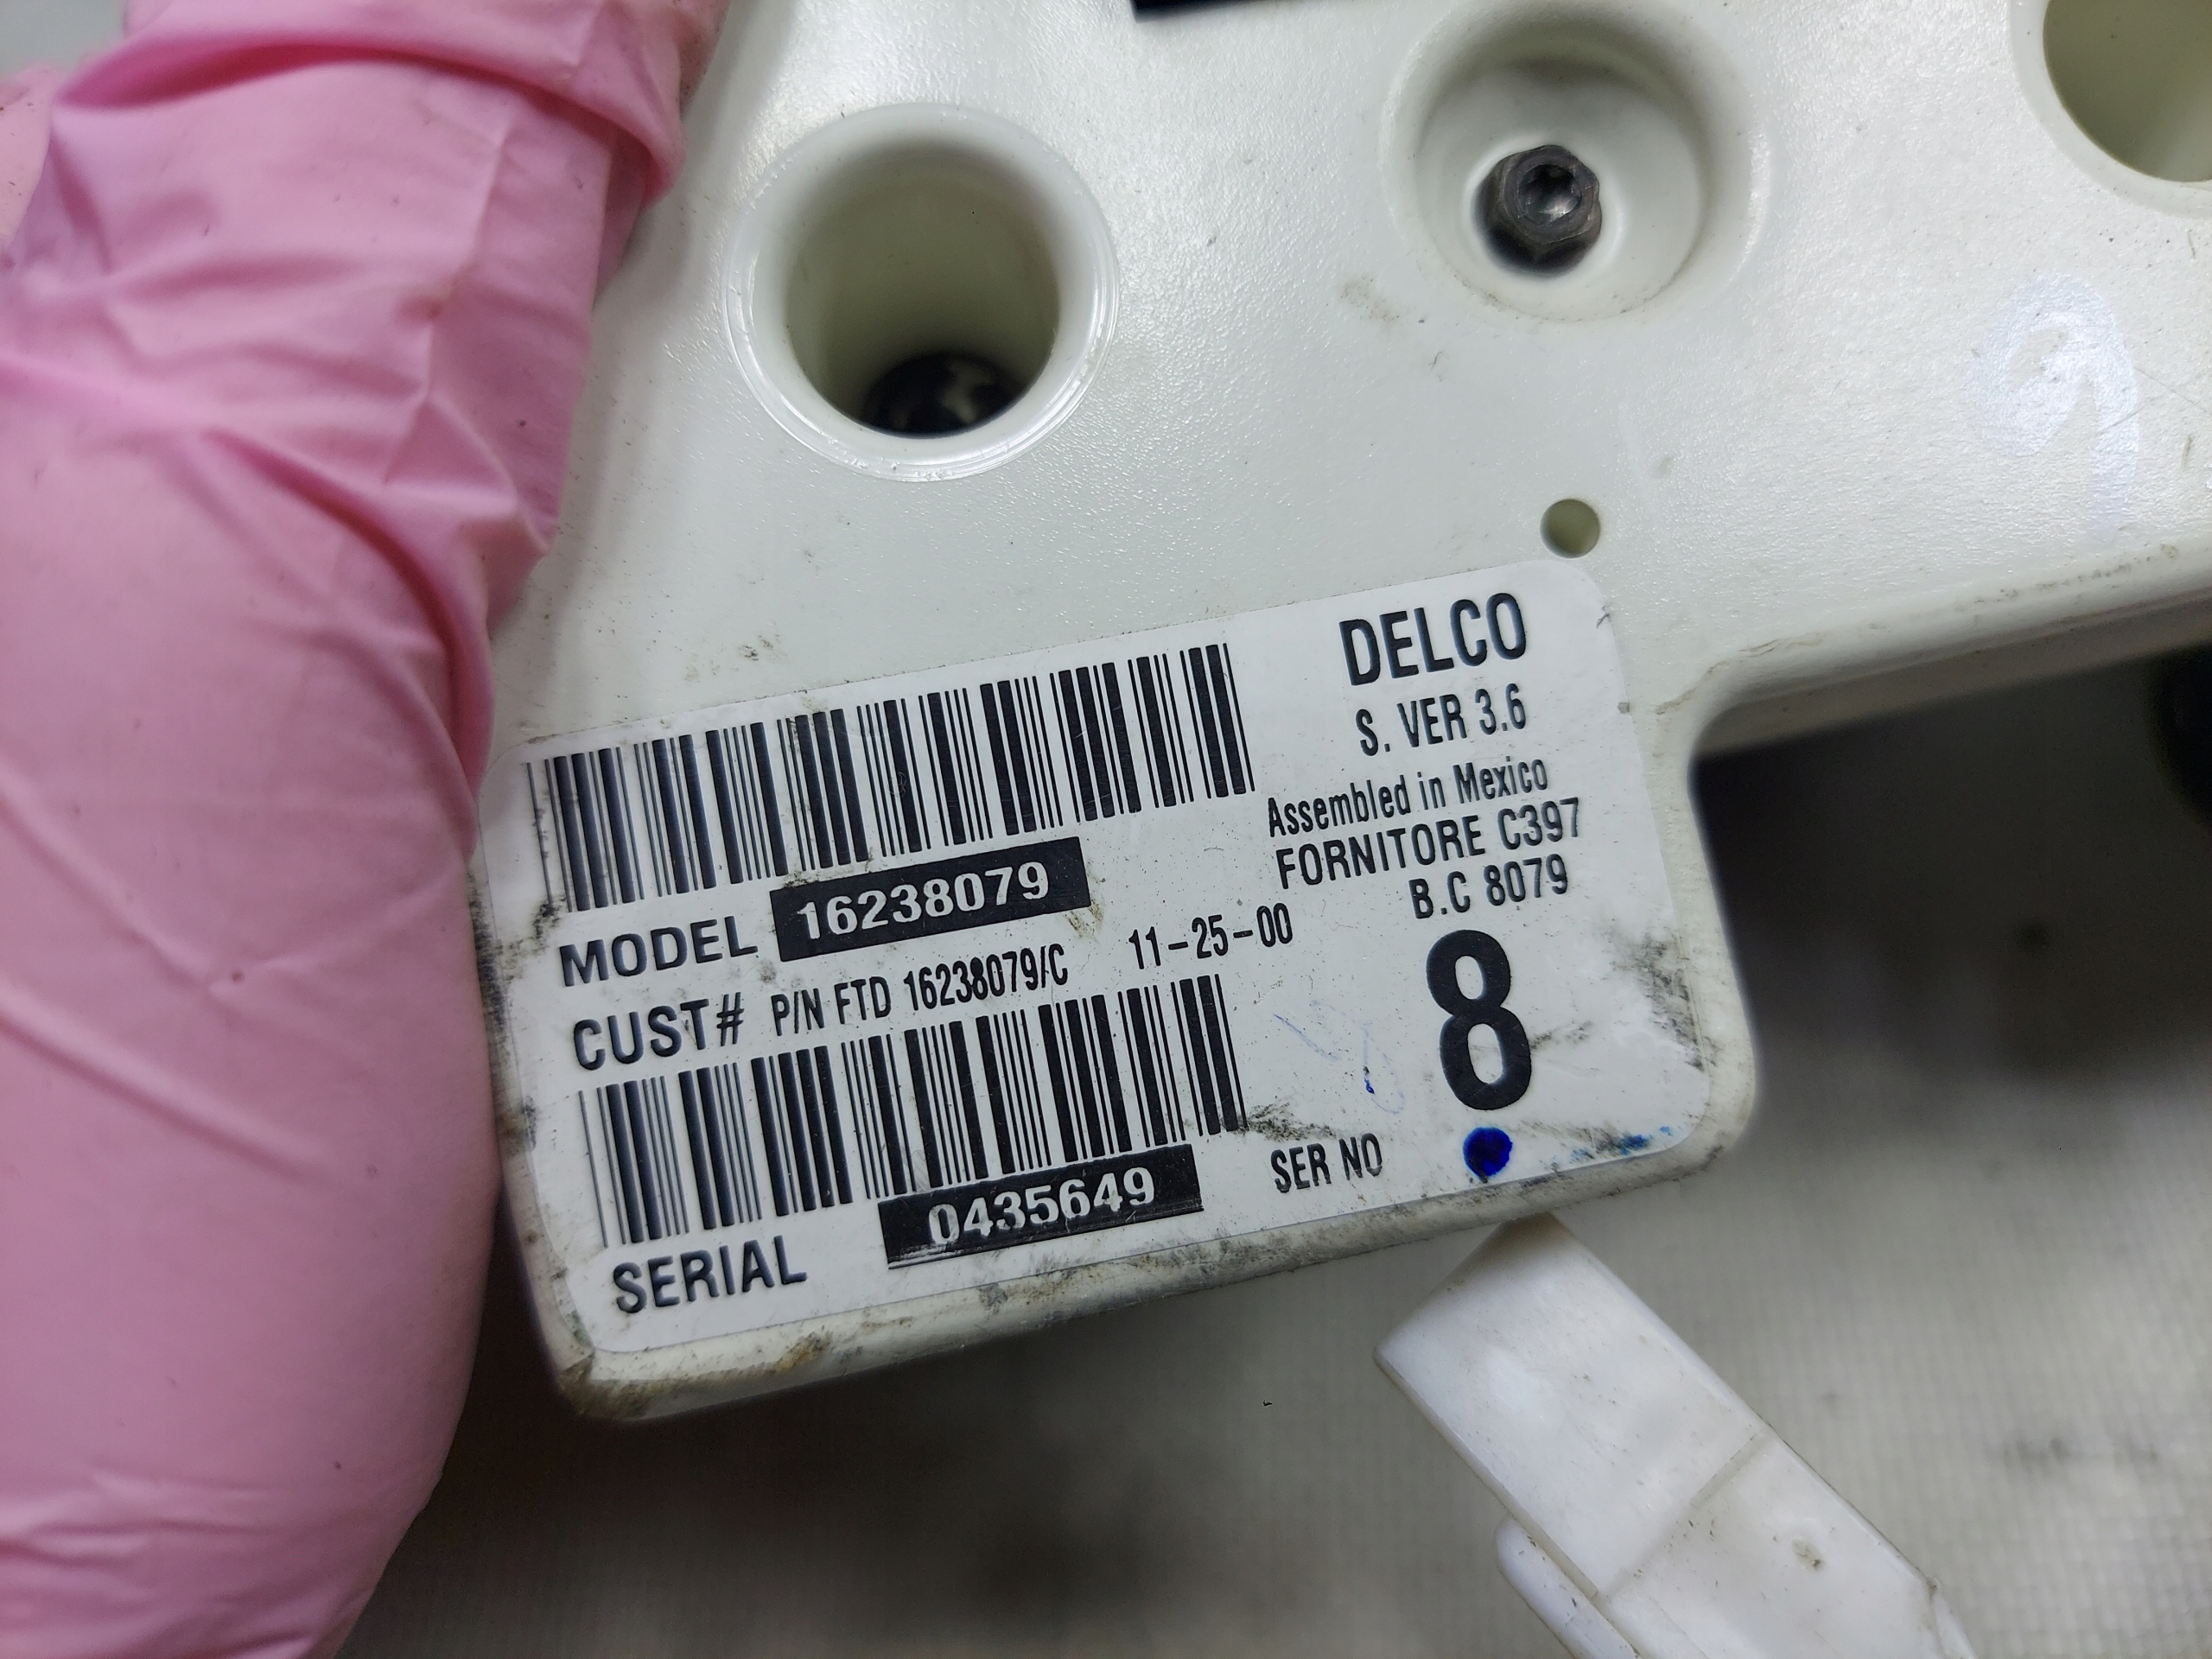 DELCO
S. VER 3.6
Assembled in Mexico
FORNITORE C397
B.C 8079
MODEL 16238079
CUST# P/N FTD 16238079/C 11-25-00
8
SERIAL 0435649
SER NO